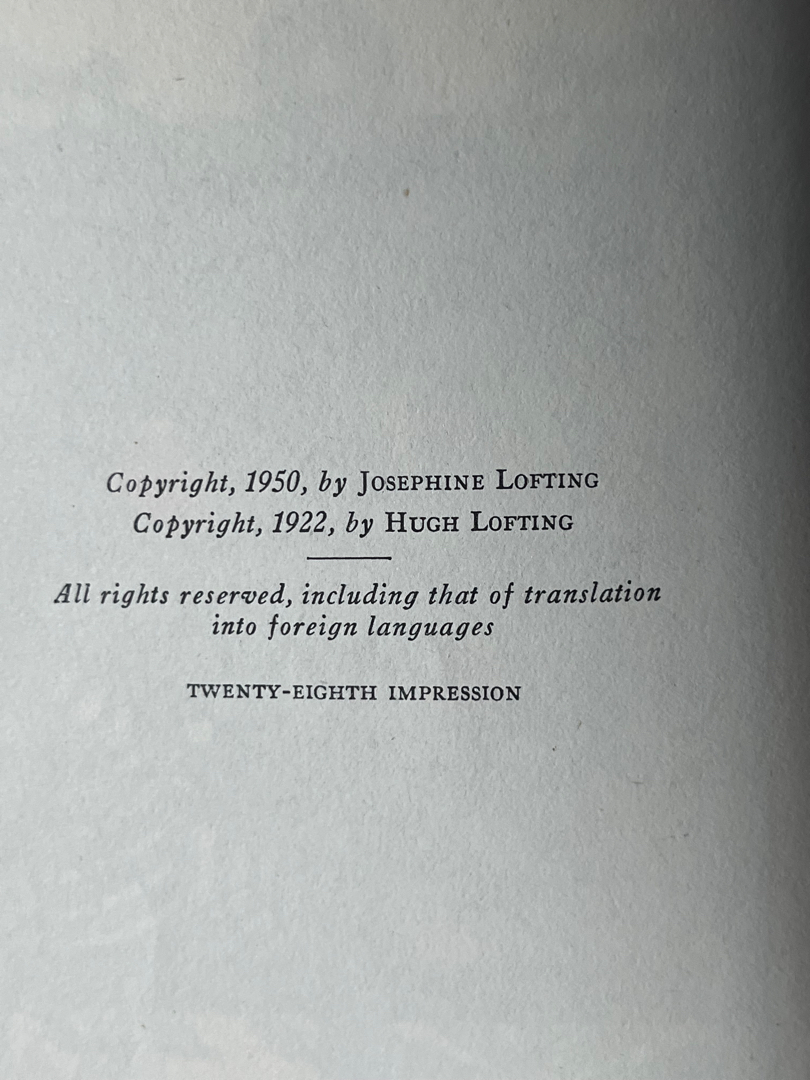 Copyright, 1950, by JOSEPHINE LOFTING
Copyright, 1922, by HUGH LOFTING
All rights reserved, including that of translation
into foreign languages
TWENTY-EIGHTH IMPRESSION